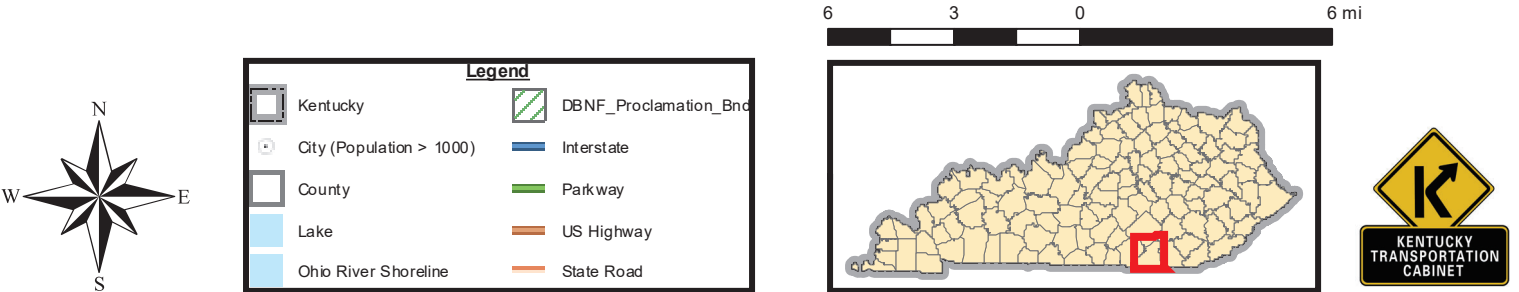 N
W
E
S
Legend
Kentucky
City (Population > 1000)
County
Lake
Ohio River Shoreline
DBNF_Proclamation_Bnd
Interstate
Parkway
US Highway
State Road
6 3 0 6 mi
K
KENTUCKY
TRANSPORTATION
CABINET